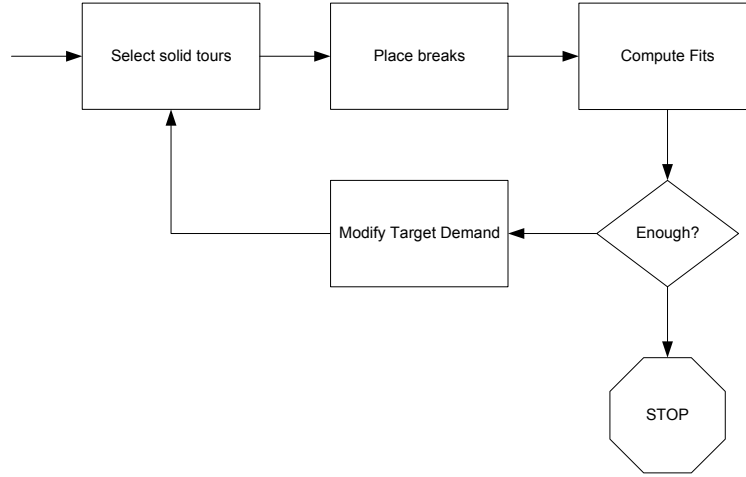 Select solid tours
Place breaks
Compute Fits
Modify Target Demand
Enough?
STOP